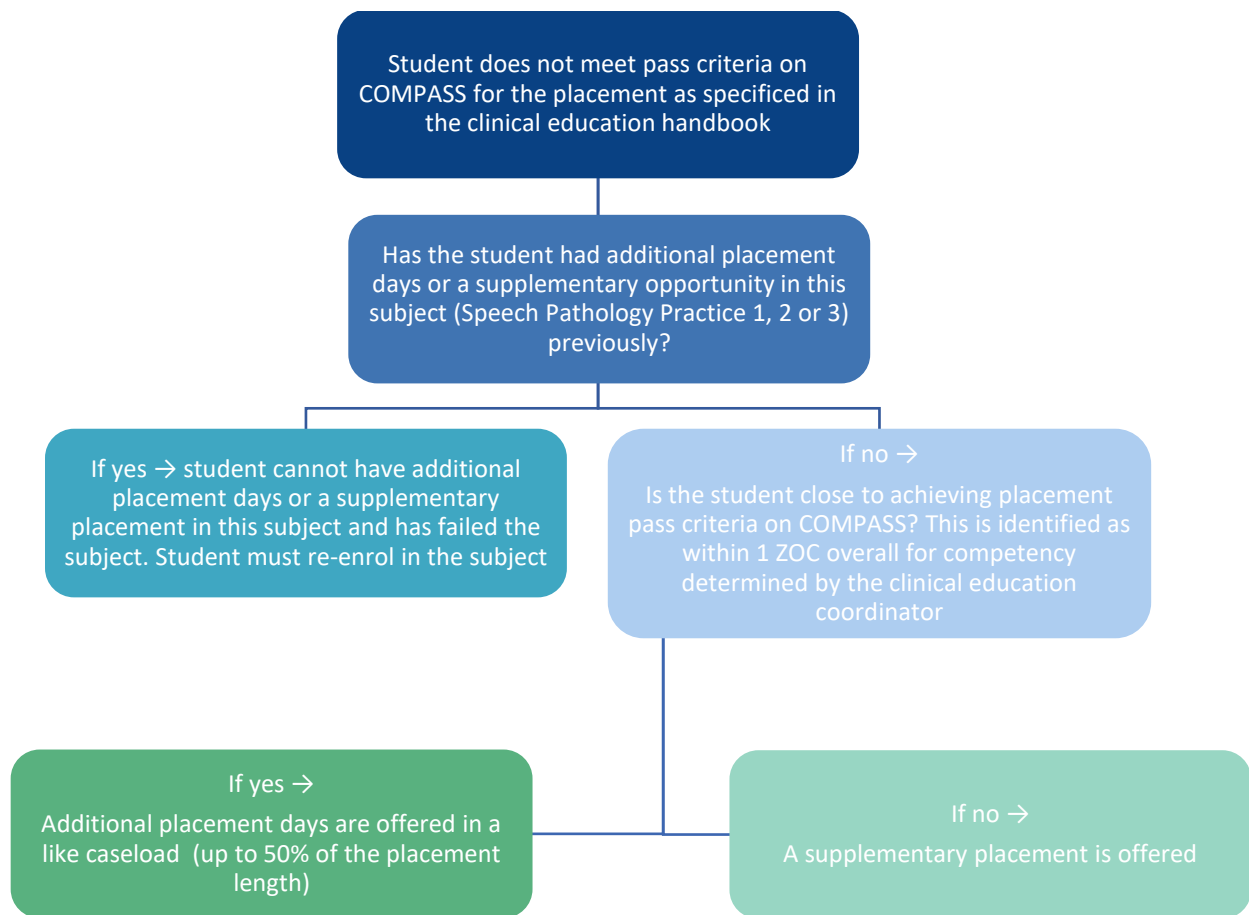 Student does not meet pass criteria on
COMPASS for the placement as specificed in
the clinical education handbook
Has the student had additional placement
days or a supplementary opportunity in this
subject (Speech Pathology Practice 1, 2 or 3)
previously?
If yes → student cannot have additional
placement days or a supplementary
placement in this subject and has failed the
subject. Student must re-enrol in the subject
If no →
Is the student close to achieving placement
pass criteria on COMPASS? This is identified as
within 1 ZOC overall for competency
determined by the clinical education
coordinator
If yes →
Additional placement days are offered in a
like caseload  (up to 50% of the placement
length)
If no →
A supplementary placement is offered